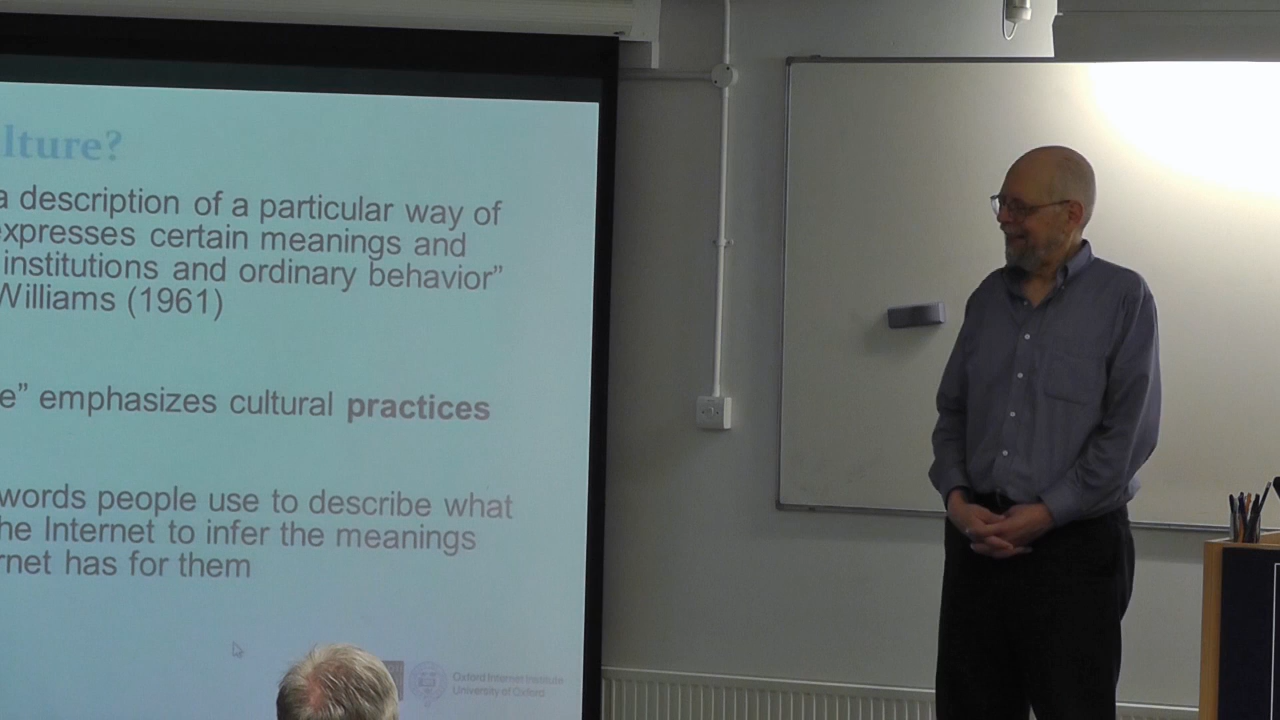 lture?
a description of a particular way of
expresses certain meanings and
institutions and ordinary behavior”
Williams (1961)
e” emphasizes cultural practices
words people use to describe what
he Internet to infer the meanings
rnet has for them
Oxford Internet Institute
University of Oxford